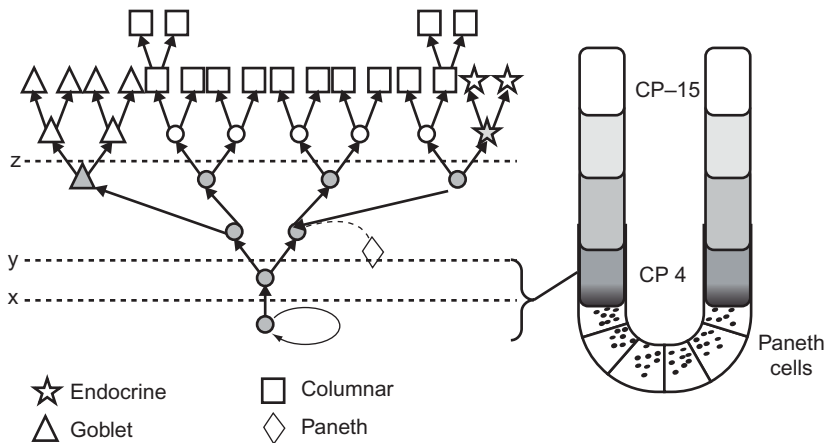 CP–15
z
y
x
CP 4
Paneth
cells
Endocrine
Columnar
Goblet
Paneth